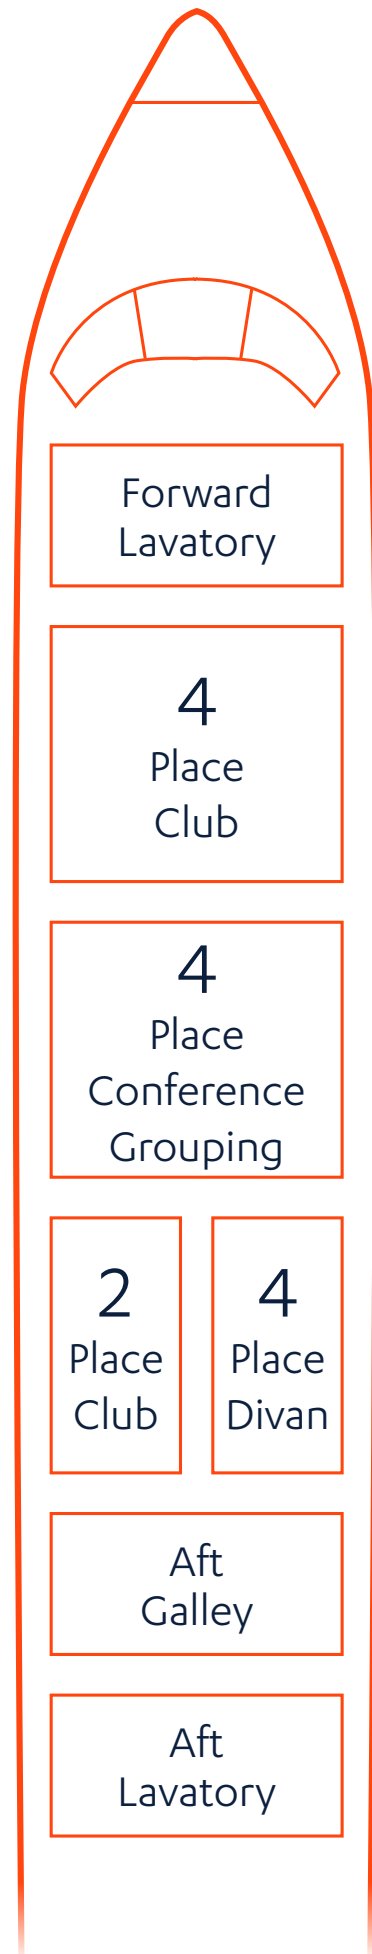 Forward
Lavatory
4
Place
Club
4
Place
Conference
Grouping
2
Place
Club
4
Place
Divan
Aft
Galley
Aft
Lavatory